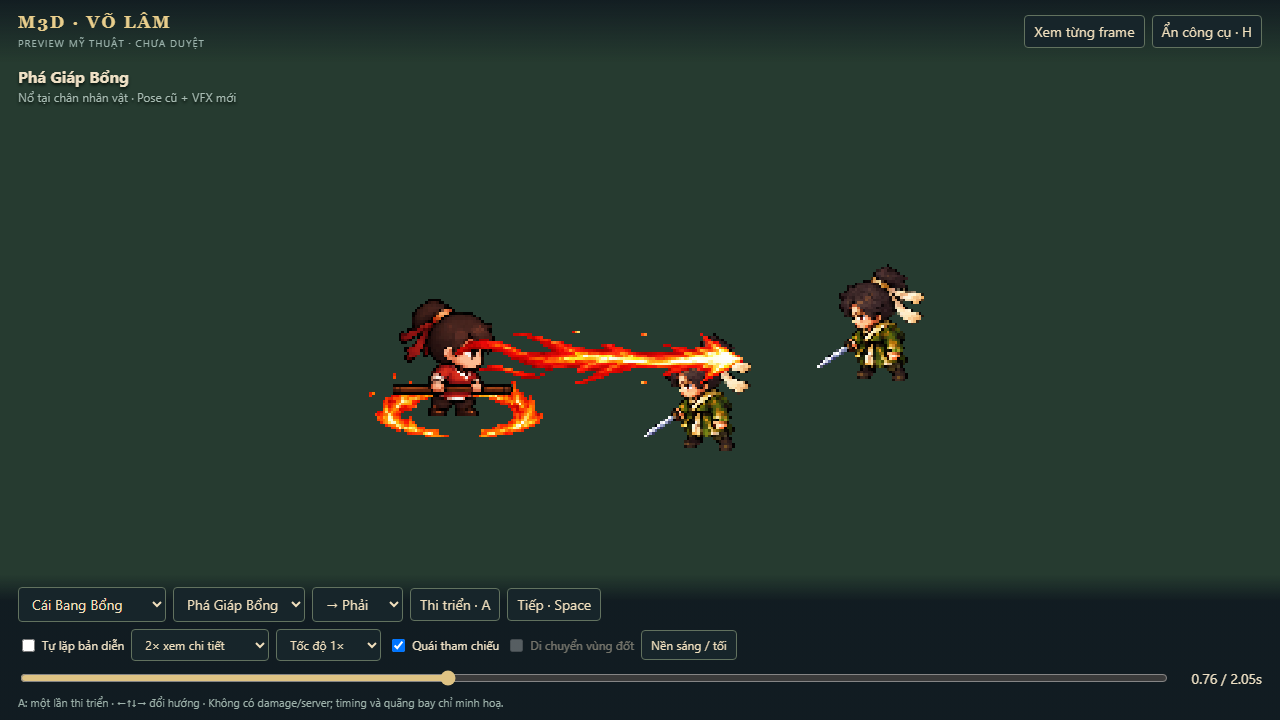 M3D · VÕ LÂM
PREVIEW MỸ THUẬT · CHƯA DUYỆT
Xem từng frame
Ẩn công cụ · H
Phá Giáp Bổng
Nổ tại chân nhân vật · Pose cũ + VFX mới
Cái Bang Bổng
Phá Giáp Bổng
→ Phải
Thi triển · A
Tiếp · Space
Tự lặp bản diễn
2× xem chi tiết
Tốc độ 1×
Quái tham chiếu
Di chuyển vùng đốt
Nền sáng / tối
0.76 / 2.05s
A: một lần thi triển · ←↑↓→ đổi hướng · Không có damage/server; timing và quãng bay chỉ minh hoạ.